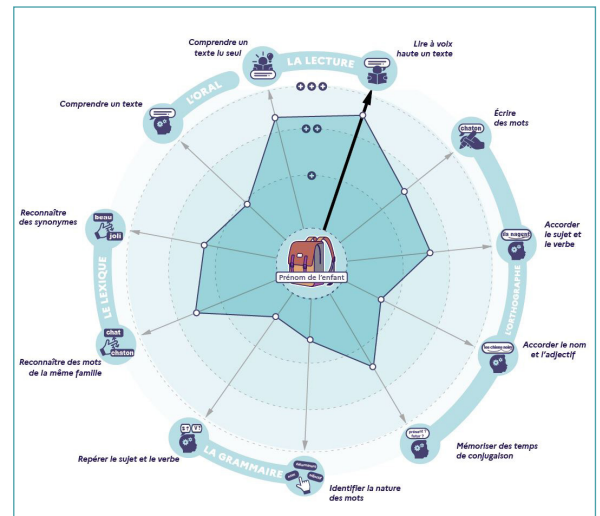 Comprendre un
texte lu seul
LA LECTURE
Lire à voix
haute un texte
L'ORAL
Comprendre un texte
+++
++
+
Écrire
des mots
chaton
Reconnaître
des synonymes
beau
joli
Accorder
le sujet et
le verbe
Prénom de l'enfant
LE LEXIQUE
L'ORTHOGRAPHE
chat
chaton
Reconnaître des mots
de la même famille
Accorder le nom
et l'adjectif
Repérer le sujet et le verbe
LA GRAMMAIRE
Identifier la nature
des mots
Mémoriser des temps
de conjugaison